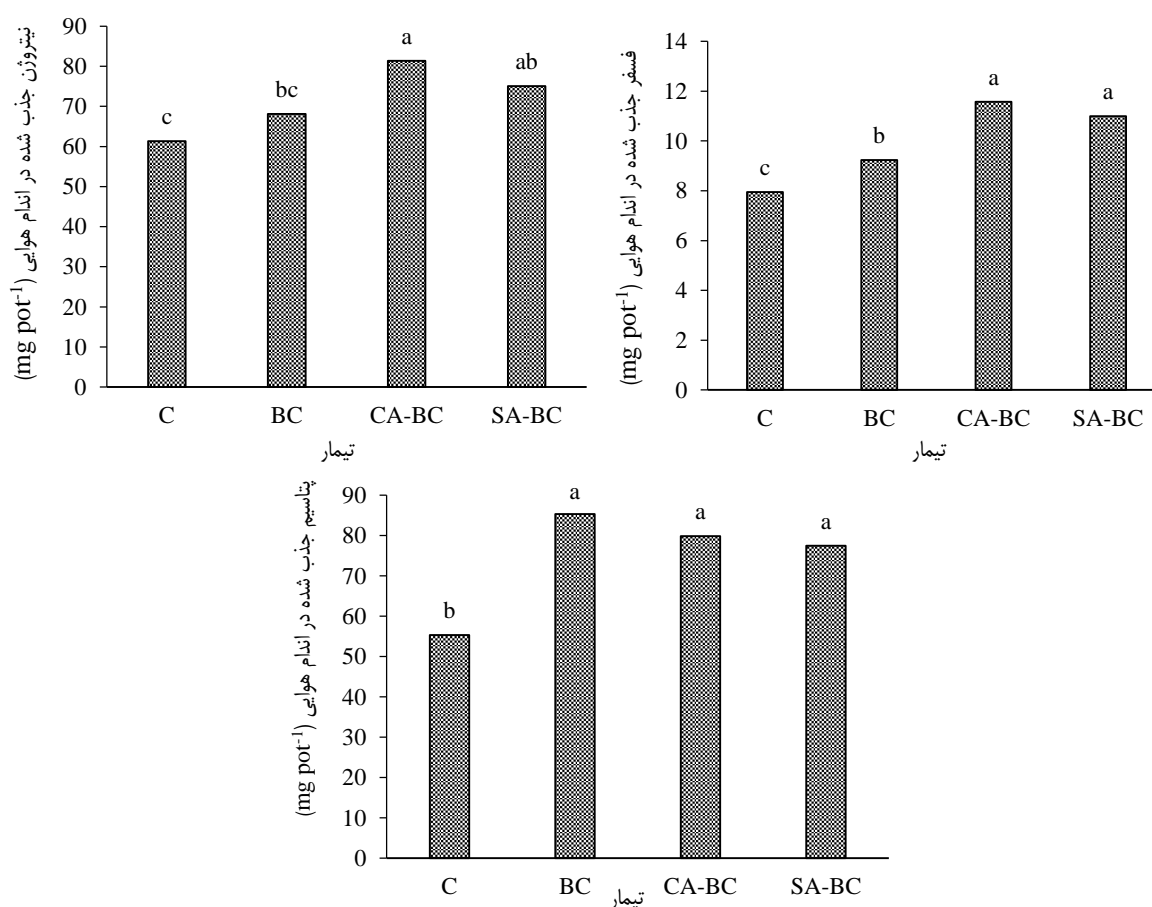 نیتروژن جذب شده در اندام هوایی (mg pot-1)
90
80
70
60
50
40
30
20
10
0
c
bc
a
ab
C BC CA-BC SA-BC
تیمار
فسفر جذب شده در اندام هوایی (mg pot-1)
14
12
10
8
6
4
2
0
c
b
a
a
C BC CA-BC SA-BC
تیمار
پتاسیم جذب شده در اندام هوایی (mg pot-1)
90
80
70
60
50
40
30
20
10
0
b
a
a
a
C BC CA-BC SA-BC
تیمار